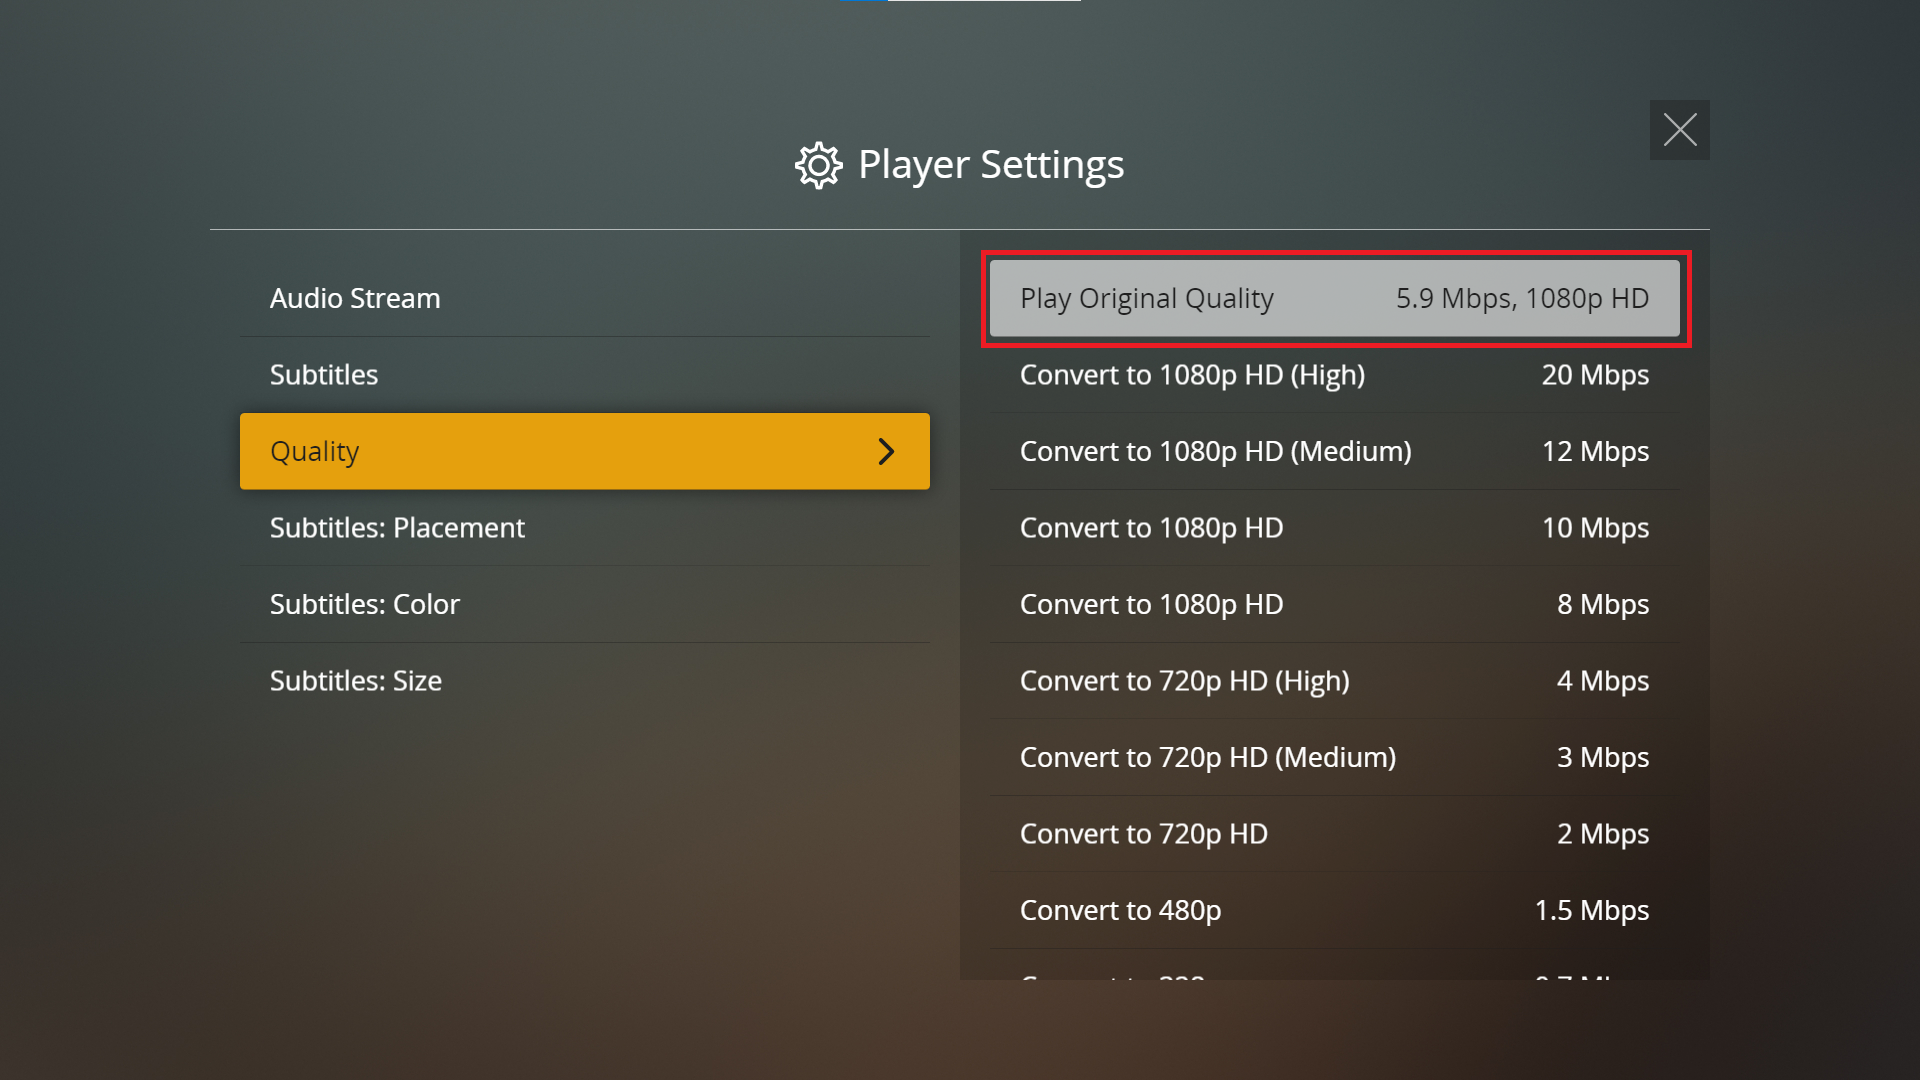 Player Settings
Audio Stream
Subtitles
Quality
Subtitles: Placement
Subtitles: Color
Subtitles: Size
Play Original Quality 5.9 Mbps, 1080p HD
Convert to 1080p HD (High) 20 Mbps
Convert to 1080p HD (Medium) 12 Mbps
Convert to 1080p HD 10 Mbps
Convert to 1080p HD 8 Mbps
Convert to 720p HD (High) 4 Mbps
Convert to 720p HD (Medium) 3 Mbps
Convert to 720p HD 2 Mbps
Convert to 480p 1.5 Mbps